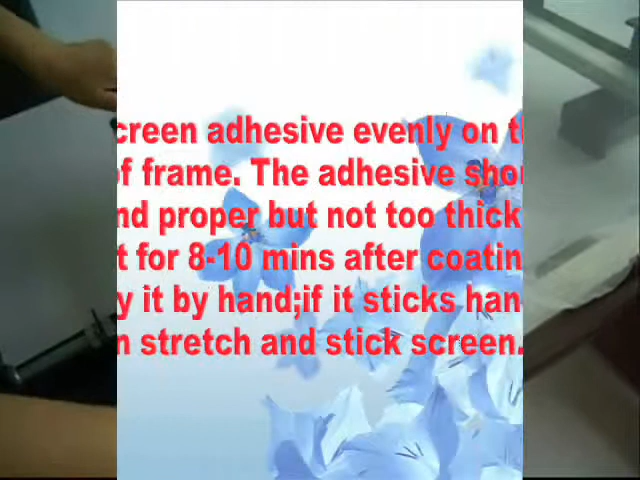 creen adhesive evenly on t
of frame. The adhesive sho
nd proper but not too thick
t for 8-10 mins after coatin
y it by hand;if it sticks han
n stretch and stick screen.